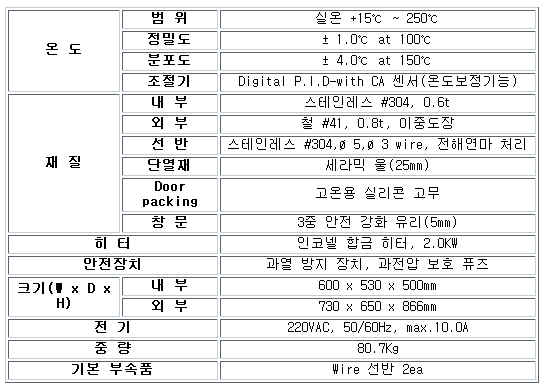 온 도
범 위
실온 +15℃ ~ 250℃
정밀도
± 1.0℃ at 100℃
분포도
± 4.0℃ at 150℃
조절기
Digital P.I.D-with CA 센서(온도보정기능)
재 질
내 부
스테인레스 #304, 0.6t
외 부
철 #41, 0.8t, 이중도장
선 반
스테인레스 #304,Ø 5,Ø 3 wire, 전해연마 처리
단열재
세라믹 울(25mm)
Door
packing
고온용 실리콘 고무
창 문
3중 안전 강화 유리(5mm)
히 터
인코넬 합금 히터, 2.0KW
안전장치
과열 방지 장치, 과전압 보호 퓨즈
크기(W x D x
H)
내 부
600 x 530 x 500mm
외 부
730 x 650 x 866mm
전 기
220VAC, 50/60Hz, max.10.0A
중 량
80.7Kg
기본 부속품
Wire 선반 2ea